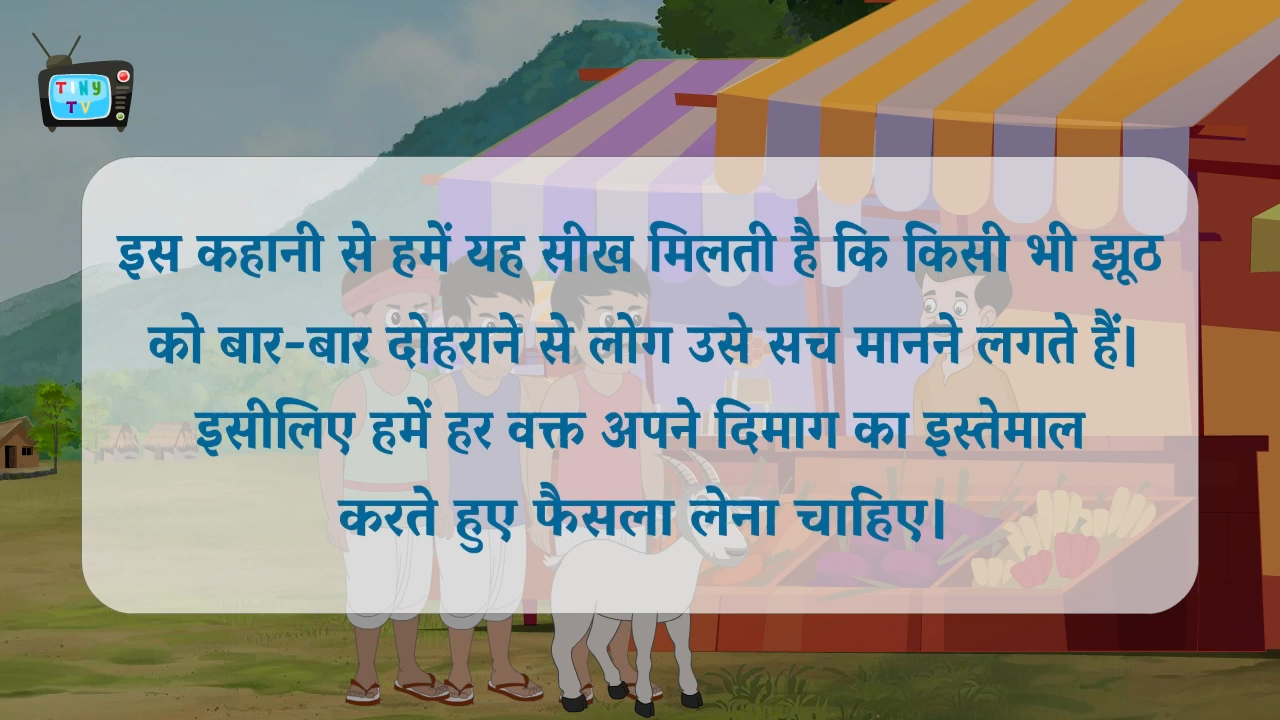 TINY
TV
इस कहानी से हमें यह सीख मिलती है कि किसी भी झूठ
को बार-बार दोहराने से लोग उसे सच मानने लगते हैं।
इसीलिए हमें हर वक्त अपने दिमाग का इस्तेमाल
करते हुए फैसला लेना चाहिए।